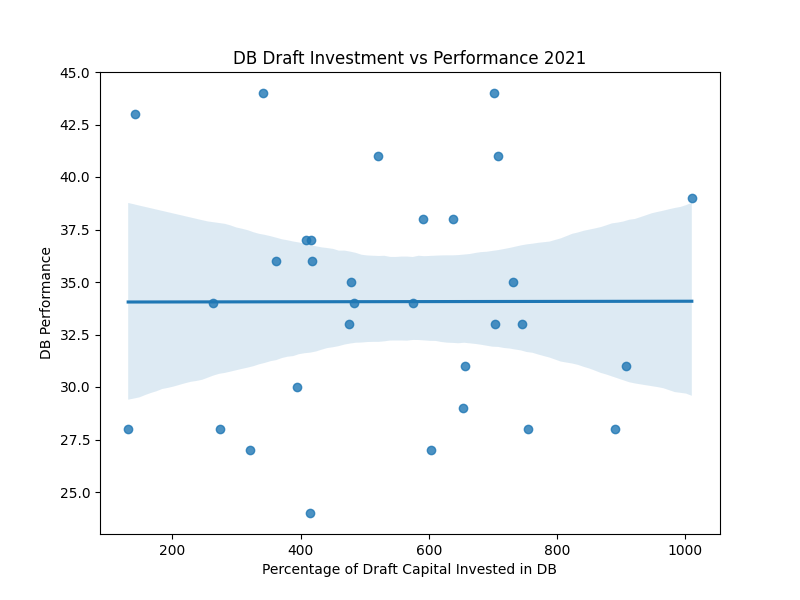 DB Draft Investment vs Performance 2021
45.0
42.5
40.0
37.5
35.0
32.5
30.0
27.5
25.0
DB Performance
200 400 600 800 1000
Percentage of Draft Capital Invested in DB